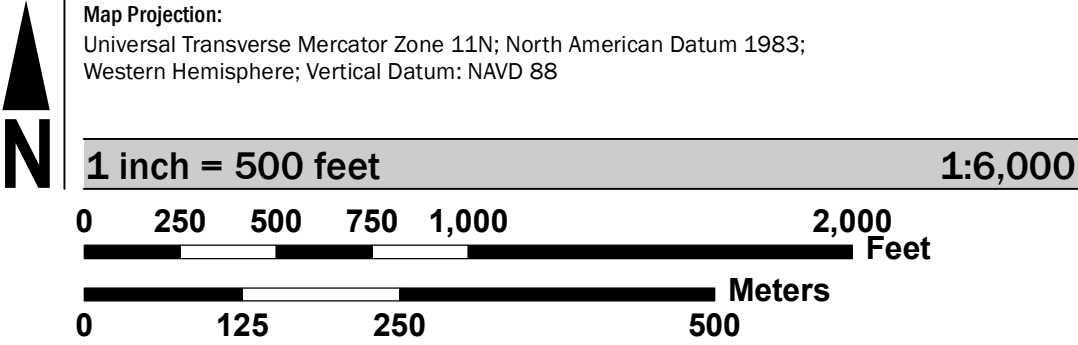 N
Map Projection:
Universal Transverse Mercator Zone 11N; North American Datum 1983;
Western Hemisphere; Vertical Datum: NAVD 88
1 inch = 500 feet 1:6,000
0 250 500 750 1,000 2,000
Feet
Meters
0 125 250 500